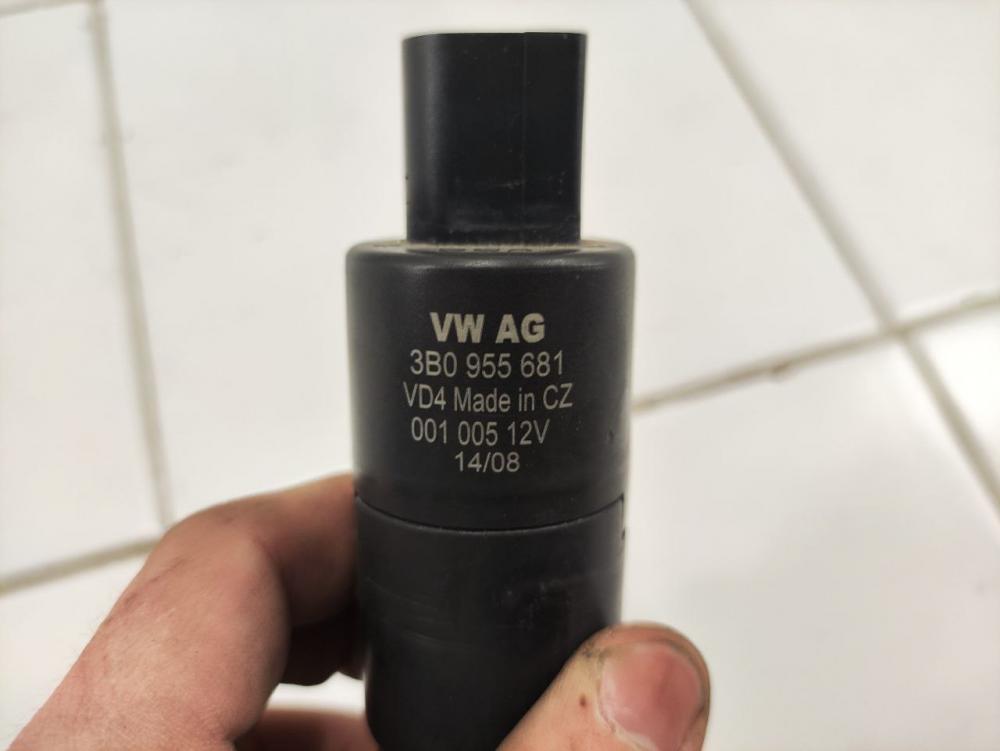 VW AG
3B0 955 681
VD4 Made in CZ
001 005 12V
14/08